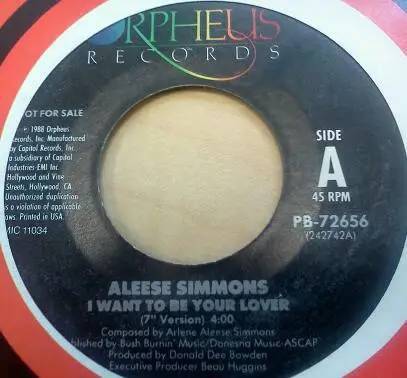 ORPHEUS
RECORDS
NOT FOR SALE
℗ 1988 Orpheus
Records, Inc. Manufactured
by Capitol Records, Inc.
a subsidiary of Capitol
Industries-EMI Inc.
Hollywood and Vine
Streets, Hollywood, CA.
Unauthorized duplication
is a violation of applicable
laws. Printed in USA.
MIC 11034
SIDE
A
45 RPM
PB-72656
(242742A)
ALEESE SIMMONS
I WANT TO BE YOUR LOVER
(7" Version) 4:00
Composed by Arlene Aleese Simmons
Published by Bush Burnin' Music/Donesna Music-ASCAP
Produced by Donald Dee Bowden
Executive Producer Beau Huggins